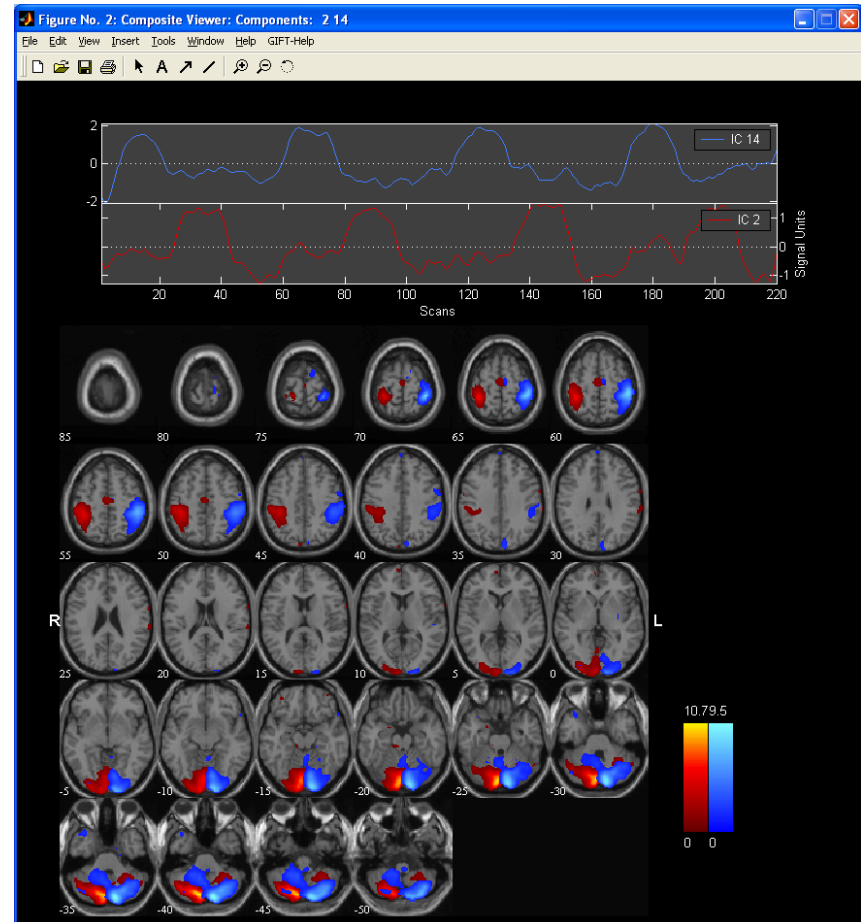 Figure No. 2: Composite Viewer: Components: 2 14
File Edit View Insert Tools Window Help GIFT-Help
A
2
0
-2
IC 14
IC 2
1
0
-1
Signal Units
20 40 60 80 100 120 140 160 180 200 220
Scans
85 80 75 70 65 60
55 50 45 40 35 30
R
L
25 20 15 10 5 0
-5 -10 -15 -20 -25 -30
-35 -40 -45 -50
10.79.5
0 0